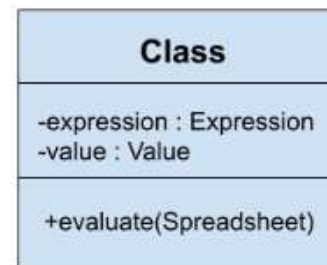 Class
-expression : Expression
-value : Value
+evaluate(Spreadsheet)